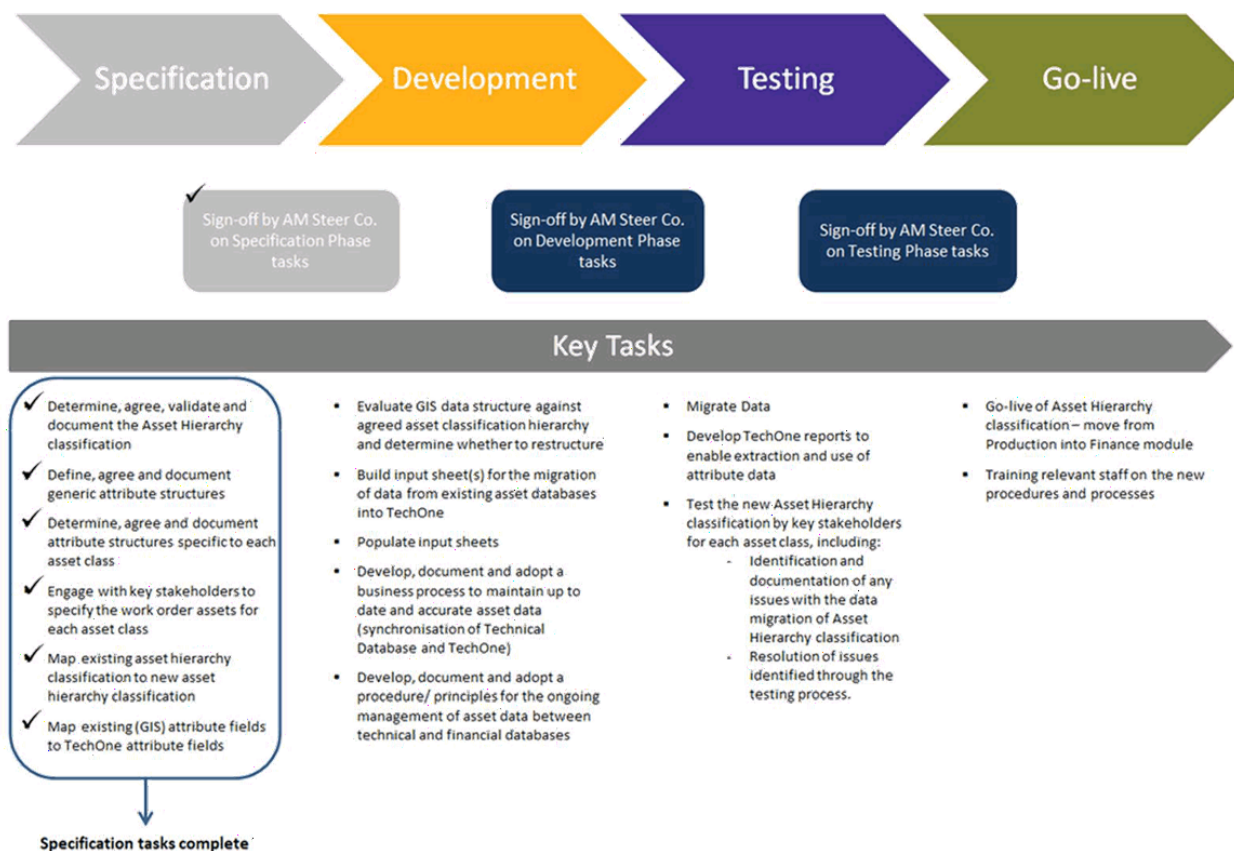 Specification
Development
Testing
Go-live
Sign-off by AM Steer Co.
on Specification Phase
tasks
Sign-off by AM Steer Co.
on Development Phase
tasks
Sign-off by AM Steer Co.
on Testing Phase tasks
Key Tasks
✓ Determine, agree, validate and
document the Asset Hierarchy
classification
✓ Define, agree and document
generic attribute structures
✓ Determine, agree and document
attribute structures specific to each
asset class
✓ Engage with key stakeholders to
specify the work order assets for
each asset class
✓ Map existing asset hierarchy
classification to new asset
hierarchy classification
✓ Map existing (GIS) attribute fields
to TechOne attribute fields
Specification tasks complete
▪ Evaluate GIS data structure against
agreed asset classification hierarchy
and determine whether to restructure
▪ Build input sheet(s) for the migration
of data from existing asset databases
into TechOne
▪ Populate input sheets
▪ Develop, document and adopt a
business process to maintain up to
date and accurate asset data
(synchronisation of Technical
Database and TechOne)
▪ Develop, document and adopt a
procedure/ principles for the ongoing
management of asset data between
technical and financial databases
▪ Migrate Data
▪ Develop TechOne reports to
enable extraction and use of
attribute data
▪ Test the new Asset Hierarchy
classification by key stakeholders
for each asset class, including:
- Identification and
documentation of any
issues with the data
migration of Asset
Hierarchy classification
- Resolution of issues
identified through the
testing process.
▪ Go-live of Asset Hierarchy
classification – move from
Production into Finance module
▪ Training relevant staff on the new
procedures and processes